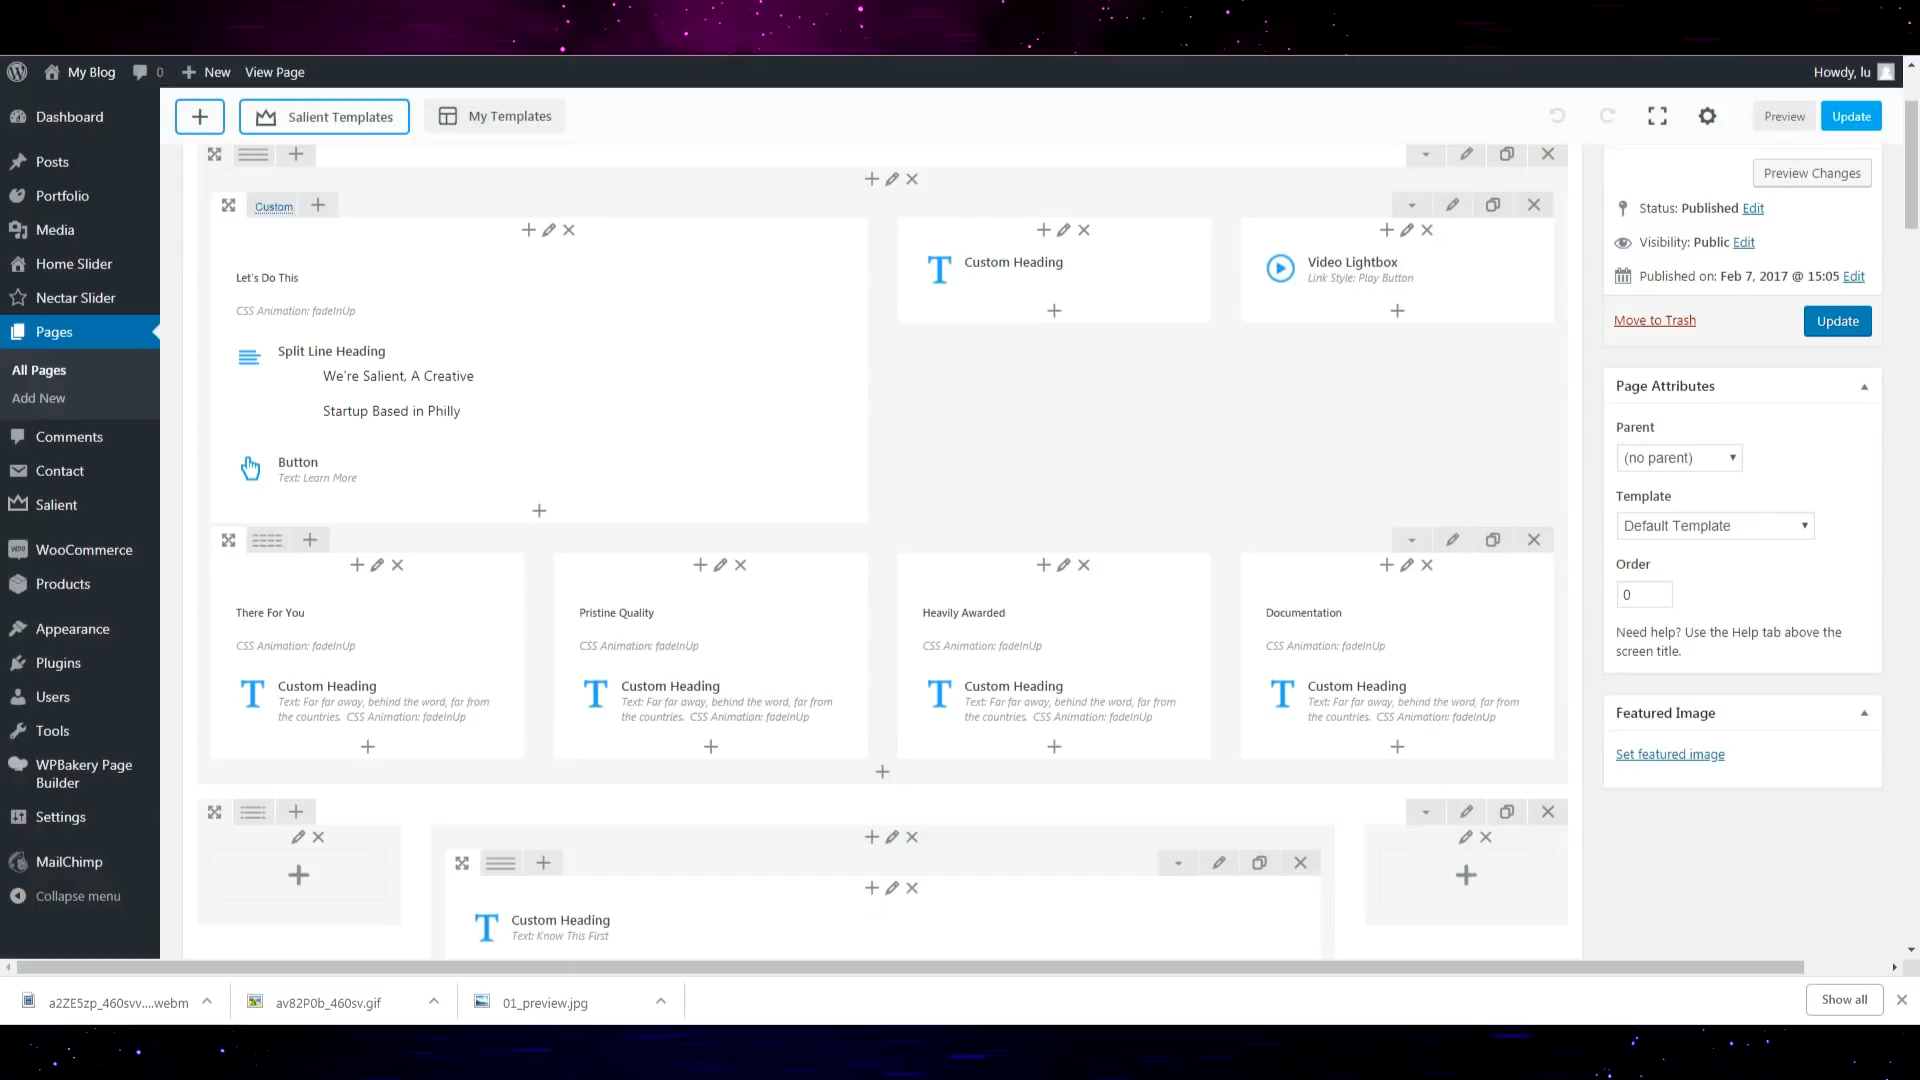 My Blog
0
New
View Page
Howdy, lu
Dashboard
Posts
Portfolio
Media
Home Slider
Nectar Slider
Pages
All Pages
Add New
Comments
Contact
Salient
WooCommerce
Products
Appearance
Plugins
Users
Tools
WPBakery Page
Builder
Settings
MailChimp
Collapse menu
Salient Templates
My Templates
Preview
Update
Custom
Let's Do This
CSS Animation: fadeInUp
Split Line Heading
We're Salient, A Creative
Startup Based in Philly
Button
Text: Learn More
Custom Heading
Video Lightbox
Link Style: Play Button
There For You
CSS Animation: fadeInUp
Custom Heading
Text: Far far away, behind the word, far from
the countries.  CSS Animation: fadeInUp
Pristine Quality
CSS Animation: fadeInUp
Custom Heading
Text: Far far away, behind the word, far from
the countries.  CSS Animation: fadeInUp
Heavily Awarded
CSS Animation: fadeInUp
Custom Heading
Text: Far far away, behind the word, far from
the countries.  CSS Animation: fadeInUp
Documentation
CSS Animation: fadeInUp
Custom Heading
Text: Far far away, behind the word, far from
the countries.  CSS Animation: fadeInUp
Custom Heading
Text: Know This First
Preview Changes
Status: Published Edit
Visibility: Public Edit
Published on: Feb 7, 2017 @ 15:05 Edit
Move to Trash
Update
Page Attributes
Parent
(no parent)
Template
Default Template
Order
0
Need help? Use the Help tab above the
screen title.
Featured Image
Set featured image
a2ZE5zp_460svv....webm
av82P0b_460sv.gif
01_preview.jpg
Show all